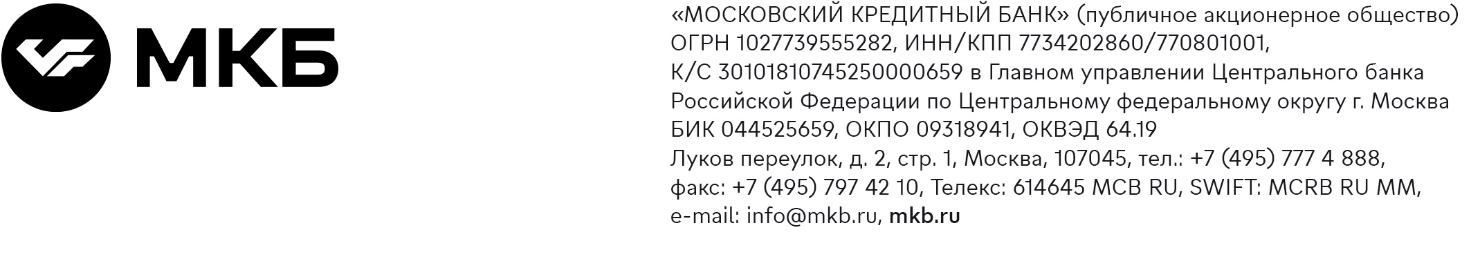 МКБ
«МОСКОВСКИЙ КРЕДИТНЫЙ БАНК» (публичное акционерное общество)
ОГРН 1027739555282, ИНН/КПП 7734202860/770801001,
К/С 30101810745250000659 в Главном управлении Центрального банка
Российской Федерации по Центральному федеральному округу г. Москва
БИК 044525659, ОКПО 09318941, ОКВЭД 64.19
Луков переулок, д. 2, стр. 1, Москва, 107045, тел.: +7 (495) 777 4 888,
факс: +7 (495) 797 42 10, Телекс: 614645 MCB RU, SWIFT: MCRB RU MM,
e-mail: info@mkb.ru, mkb.ru